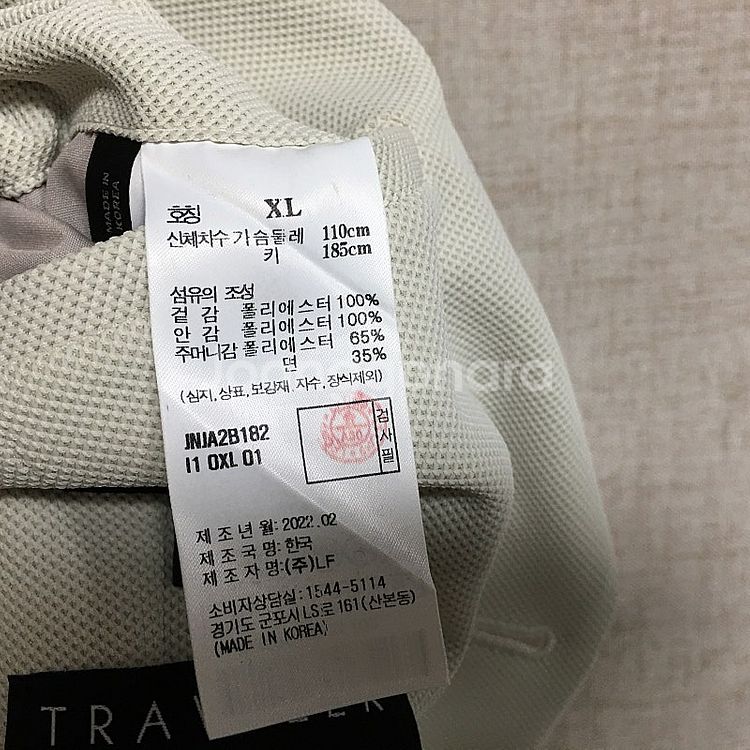 MADE IN
KOREA
호칭 XL
신체치수 가슴둘레 110cm
키 185cm
섬유의 조성
겉감 폴리에스터 100%
안감 폴리에스터 100%
주머니감 폴리에스터 65%
면 35%
(심지, 상표, 보강재, 자수, 장식제외)
JNJA2B182
I1 0XL 01
검사필
제조년월: 2022.02
제조국명: 한국
제조자명: (주)LF
소비자상담실: 1544-5114
경기도 군포시 LS로 161(산본동)
(MADE IN KOREA)